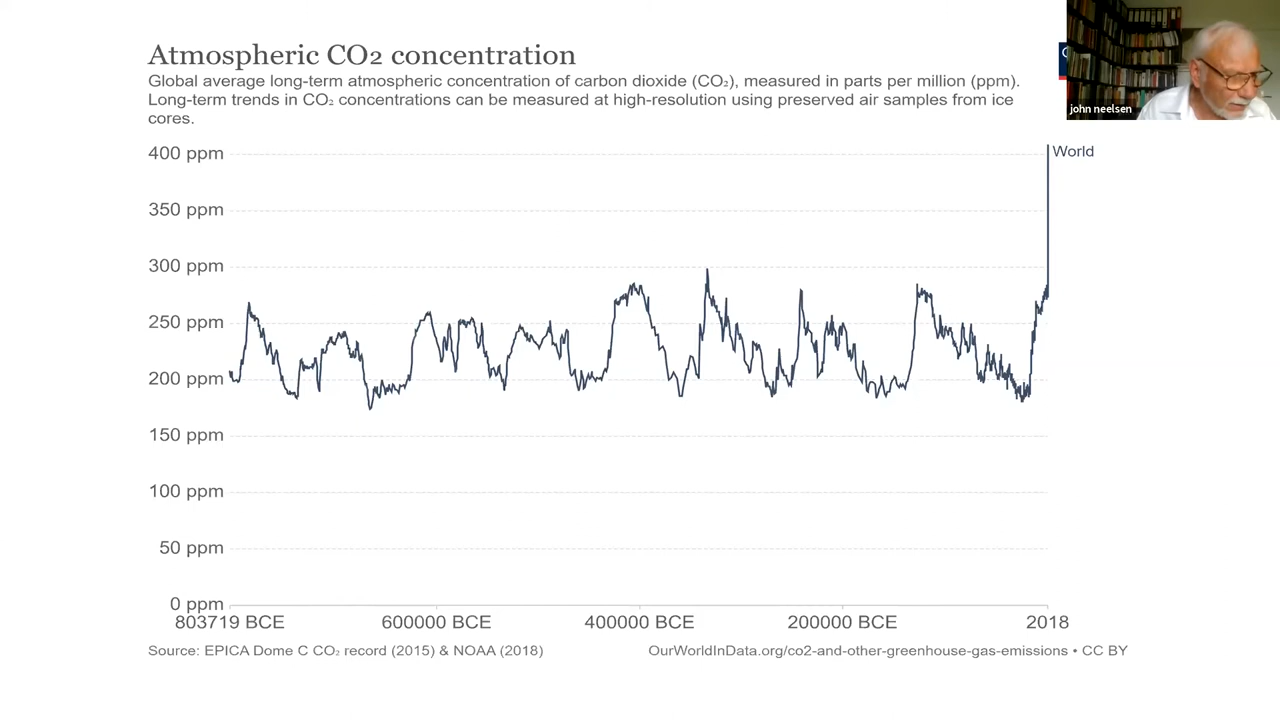 Atmospheric CO2 concentration
Global average long-term atmospheric concentration of carbon dioxide (CO₂), measured in parts per million (ppm).
Long-term trends in CO₂ concentrations can be measured at high-resolution using preserved air samples from ice
cores.
john neelsen
400 ppm
World
350 ppm
300 ppm
250 ppm
200 ppm
150 ppm
100 ppm
50 ppm
0 ppm
803719 BCE
600000 BCE
400000 BCE
200000 BCE
2018
Source: EPICA Dome C CO₂ record (2015) & NOAA (2018)
OurWorldInData.org/co2-and-other-greenhouse-gas-emissions • CC BY